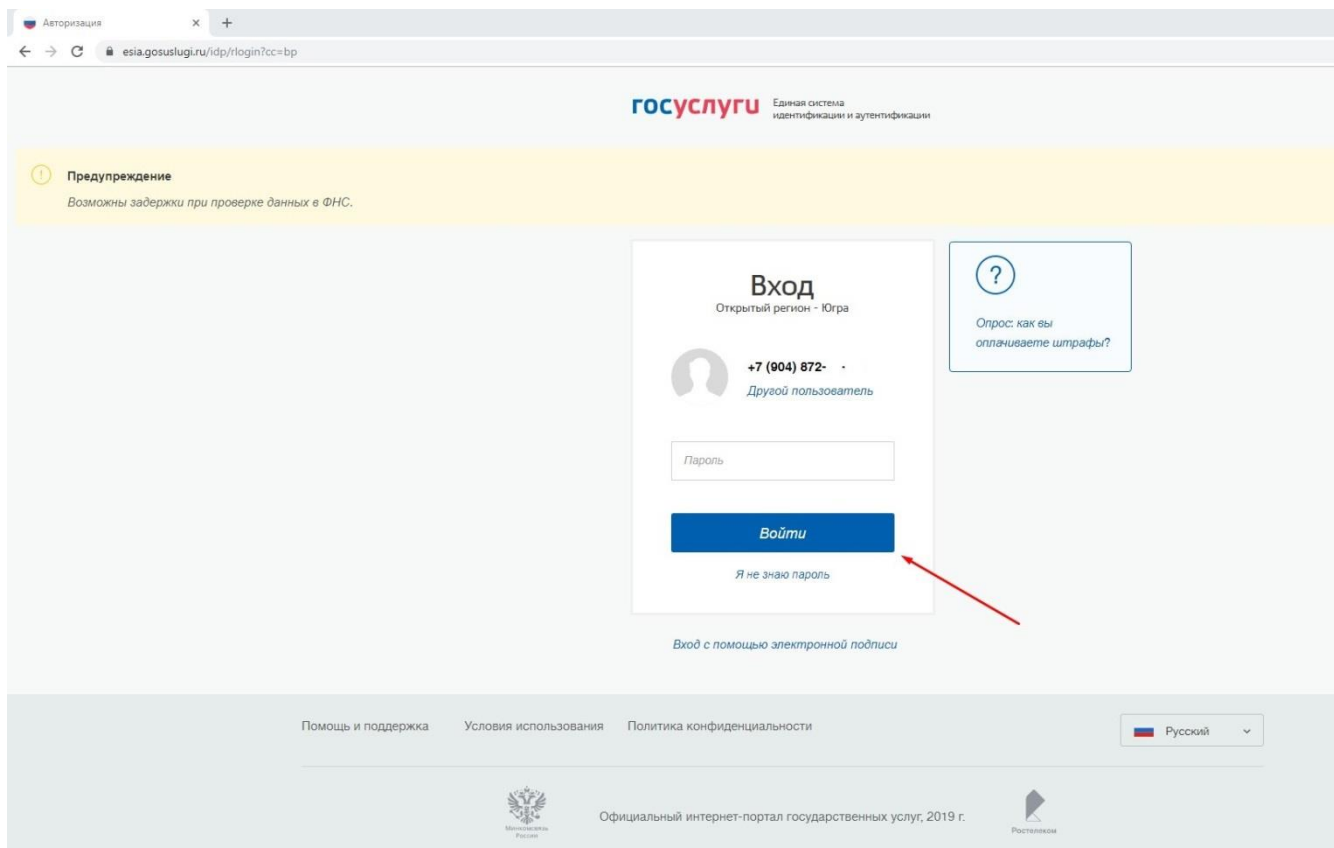 Авторизация
esia.gosuslugi.ru/idp/rlogin?cc=bp
госуслуги
Единая система
идентификации и аутентификации
Предупреждение
Возможны задержки при проверке данных в ФНС.
Вход
Открытый регион - Югра
+7 (904) 872-
Другой пользователь
Пароль
Войти
Я не знаю пароль
Вход с помощью электронной подписи
?
Опрос: как вы
оплачиваете штрафы?
Помощь и поддержка
Условия использования
Политика конфиденциальности
Русский
Минкомсвязь
России
Официальный интернет-портал государственных услуг, 2019 г.
Ростелеком